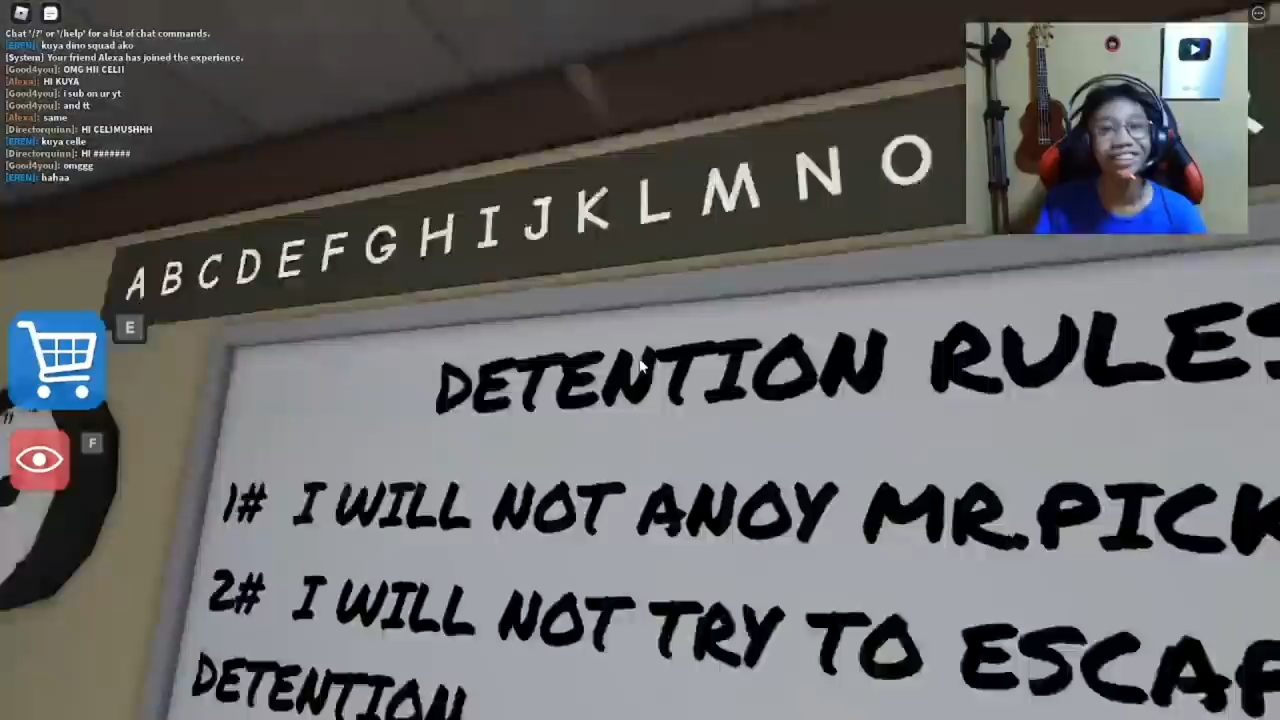 Chat '/?' or '/help' for a list of chat commands.
[EREN]: kuya dino squad ako
[System] Your friend Alexa has joined the experience.
[Good4you]: OMG HII CEL!!
[Alexa]: HI KUYA
[Good4you]: i sub on ur yt
[Good4you]: and tt
[Alexa]: same
[Directorquinn]: HI CELIMUSHHH
[EREN]: kuya celle
[Directorquinn]: HI #######
[Good4you]: omggg
[EREN]: hahaa
A B C D E F G H I J K L M N O
E
F
DETENTION RULES
1# I WILL NOT ANOY MR.PICK
2# I WILL NOT TRY TO ESCAP
DETENTION